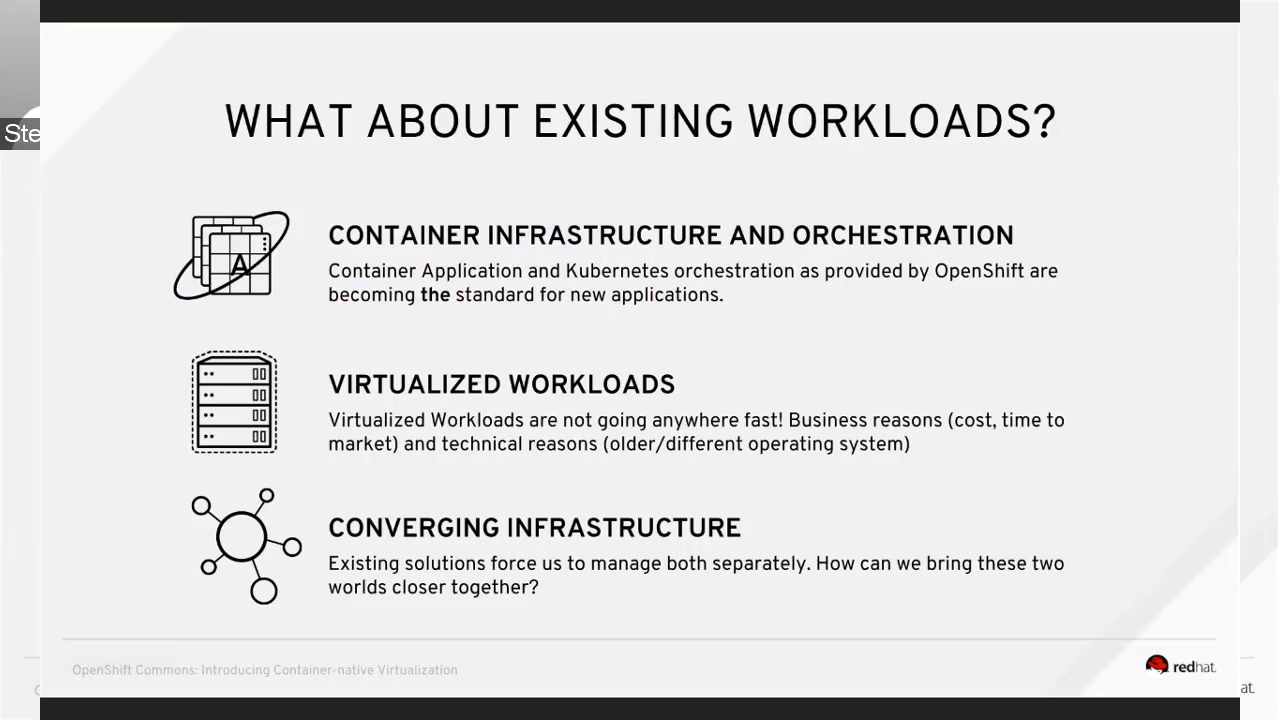 WHAT ABOUT EXISTING WORKLOADS?
Ste
A
CONTAINER INFRASTRUCTURE AND ORCHESTRATION
Container Application and Kubernetes orchestration as provided by OpenShift are
becoming the standard for new applications.
VIRTUALIZED WORKLOADS
Virtualized Workloads are not going anywhere fast! Business reasons (cost, time to
market) and technical reasons (older/different operating system)
CONVERGING INFRASTRUCTURE
Existing solutions force us to manage both separately. How can we bring these two
worlds closer together?
OpenShift Commons: Introducing Container-native Virtualization
redhat.
at.